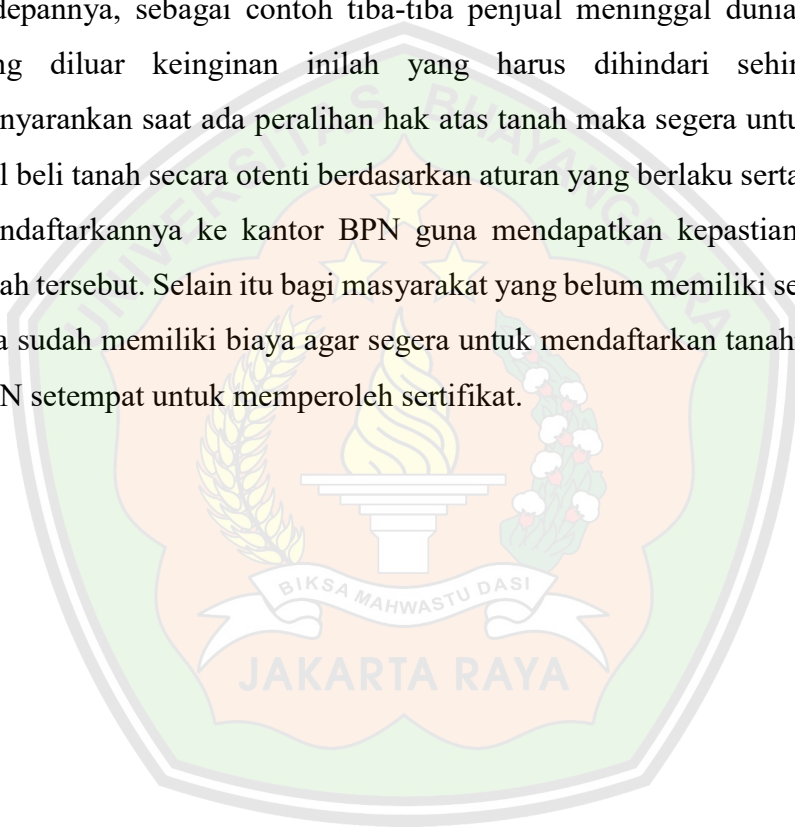 depannya, sebagai contoh tiba-tiba penjual meninggal dunia
ng diluar keinginan inilah yang harus dihindari sehin
nyarankan saat ada peralihan hak atas tanah maka segera untu
l beli tanah secara otenti berdasarkan aturan yang berlaku serta
ndaftarkannya ke kantor BPN guna mendapatkan kepastian
ah tersebut. Selain itu bagi masyarakat yang belum memiliki se
a sudah memiliki biaya agar segera untuk mendaftarkan tanah
N setempat untuk memperoleh sertifikat.
UNIVERSITAS BHAYANGKARA
BIKSA MAHWASTU DASI
JAKARTA RAYA